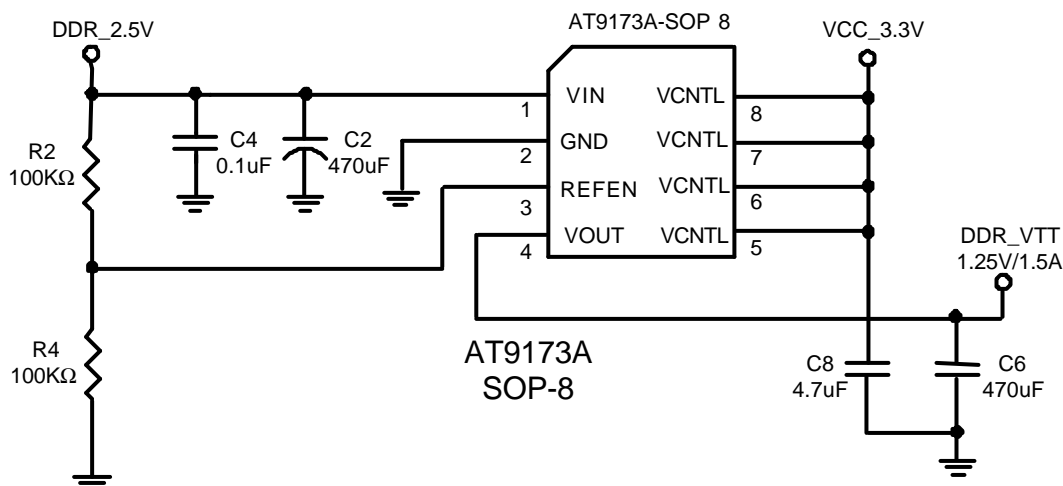 AT9173A-SOP 8
DDR_2.5V
VCC_3.3V
VIN
VCNTL
1
8
C4
0.1uF
C2
470uF
GND
VCNTL
2
7
R2
100KΩ
REFEN
VCNTL
3
6
VOUT
VCNTL
4
5
DDR_VTT
1.25V/1.5A
AT9173A
SOP-8
R4
100KΩ
C8
4.7uF
C6
470uF